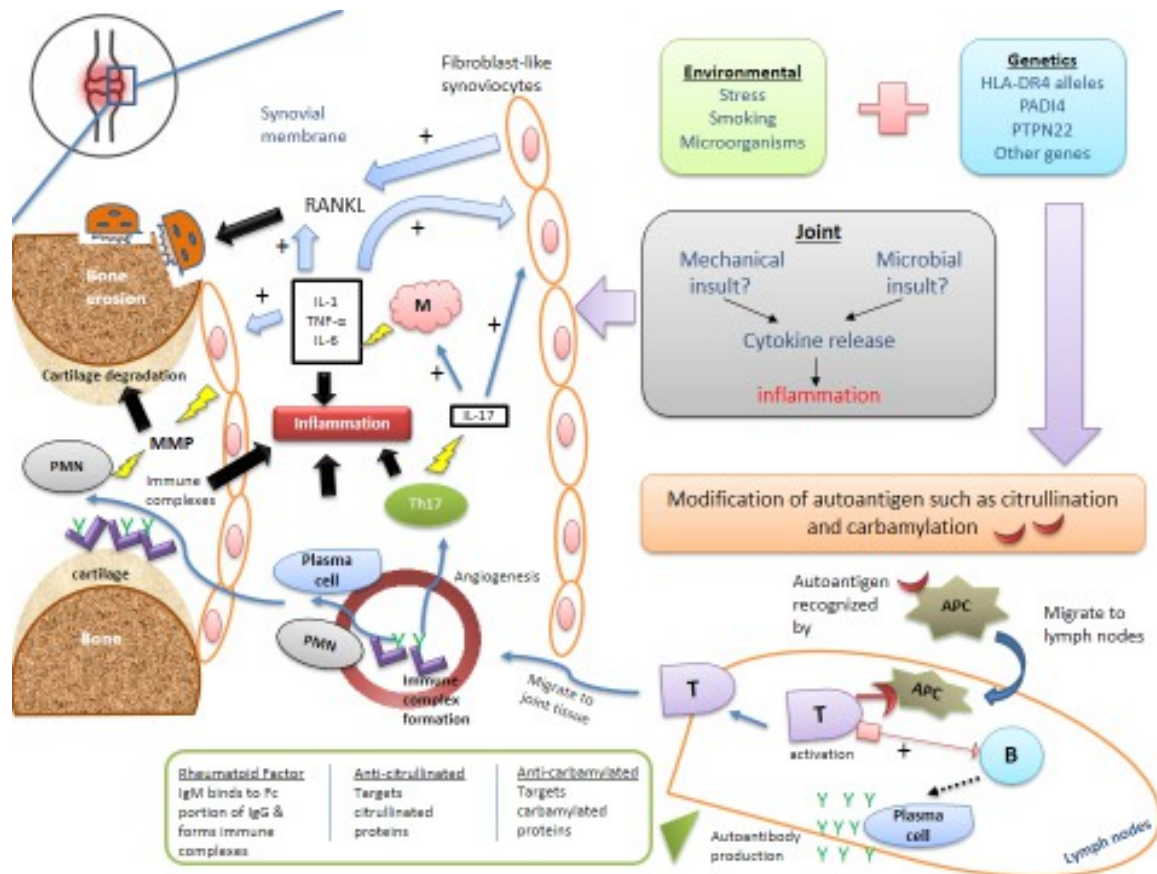 Fibroblast-like
synoviocytes
Synovial
membrane
+
RANKL
+
+
+
IL-1
TNF-α
IL-6
M
+
+
IL-17
Bone
erosion
Cartilage degradation
Inflammation
MMP
PMN
Immune
complexes
Th17
Y Y Y
cartilage
Bone
Plasma
cell
Angiogenesis
PMN
Y Y
Immune
complex
formation
Migrate to
joint tissue
Environmental
Stress
Smoking
Microorganisms
Genetics
HLA-DR4 alleles
PADI4
PTPN22
Other genes
Joint
Mechanical
insult?
Microbial
insult?
Cytokine release
inflammation
Modification of autoantigen such as citrullination
and carbamylation
Autoantigen
recognized
by
APC
Migrate to
lymph nodes
T
T
APC
activation
+
B
Y Y Y
Y Y Y
Y Y Y
Plasma
cell
Lymph nodes
Autoantibody
production
Rheumatoid Factor
IgM binds to Fc
portion of IgG &
forms immune
complexes
Anti-citrullinated
Targets
citrullinated
proteins
Anti-carbamylated
Targets
carbamylated
proteins